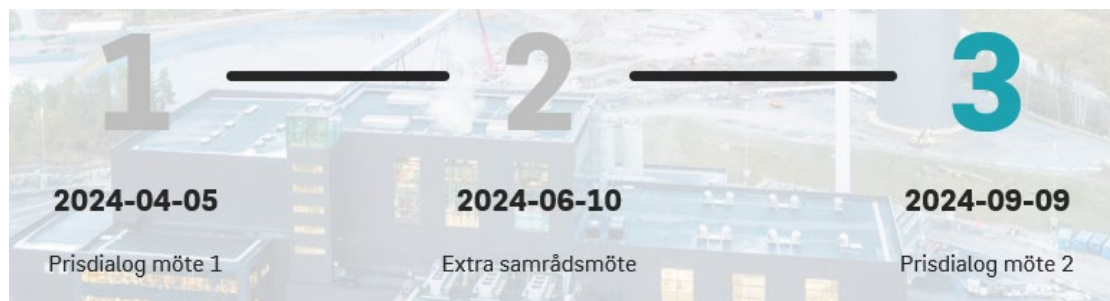 1
2
3
2024-04-05
2024-06-10
2024-09-09
Prisdialog möte 1
Extra samrådsmöte
Prisdialog möte 2